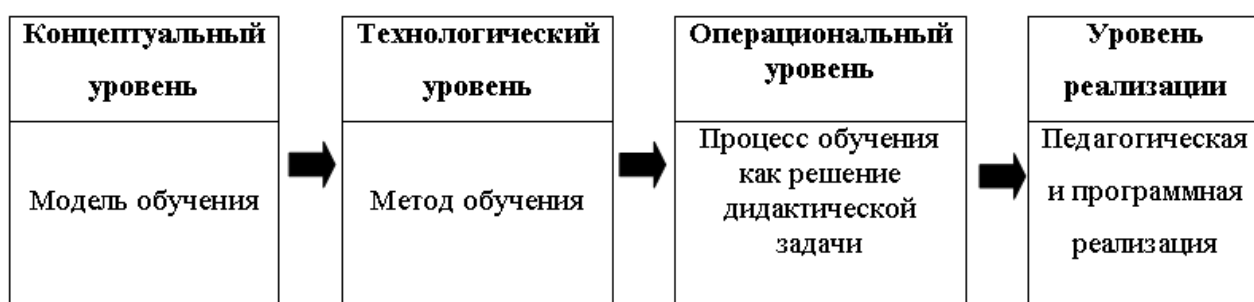 Концептуальный
уровень
Модель обучения
Технологический
уровень
Метод обучения
Операциональный
уровень
Процесс обучения
как решение
дидактической
задачи
Уровень
реализации
Педагогическая
и программная
реализация